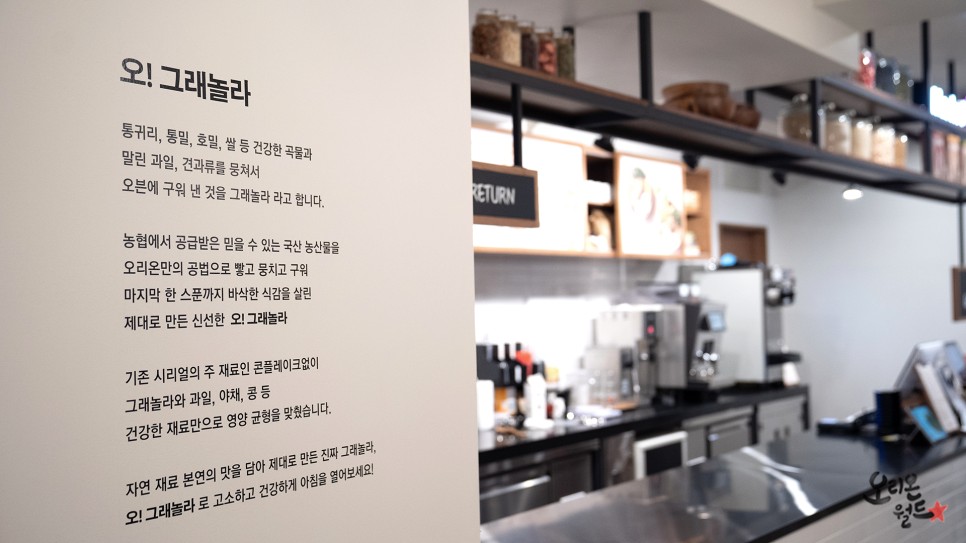 오! 그래놀라
통귀리, 통밀, 호밀, 쌀 등 건강한 곡물과
말린 과일, 견과류를 뭉쳐서
오븐에 구워 낸 것을 그래놀라 라고 합니다.
농협에서 공급받은 믿을 수 있는 국산 농산물을
오리온만의 공법으로 빻고 뭉치고 구워
마지막 한 스푼까지 바삭한 식감을 살린
제대로 만든 신선한 오! 그래놀라
기존 시리얼의 주 재료인 콘플레이크없이
그래놀라와 과일, 야채, 콩 등
건강한 재료만으로 영양 균형을 맞췄습니다.
자연 재료 본연의 맛을 담아 제대로 만든 진짜 그래놀라,
오! 그래놀라 로 고소하고 건강하게 아침을 열어보세요!
RETURN
오리온
월드